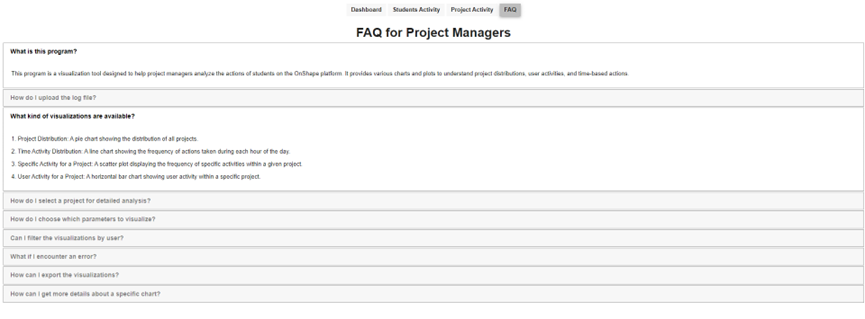 Dashboard Students Activity Project Activity FAQ
FAQ for Project Managers
What is this program?
This program is a visualization tool designed to help project managers analyze the actions of students on the OnShape platform. It provides various charts and plots to understand project distributions, user activities, and time-based actions.
How do I upload the log file?
What kind of visualizations are available?
1. Project Distribution: A pie chart showing the distribution of all projects.
2. Time Activity Distribution: A line chart showing the frequency of actions taken during each hour of the day.
3. Specific Activity for a Project: A scatter plot displaying the frequency of specific activities within a given project.
4. User Activity for a Project: A horizontal bar chart showing user activity within a specific project.
How do I select a project for detailed analysis?
How do I choose which parameters to visualize?
Can I filter the visualizations by user?
What if I encounter an error?
How can I export the visualizations?
How can I get more details about a specific chart?